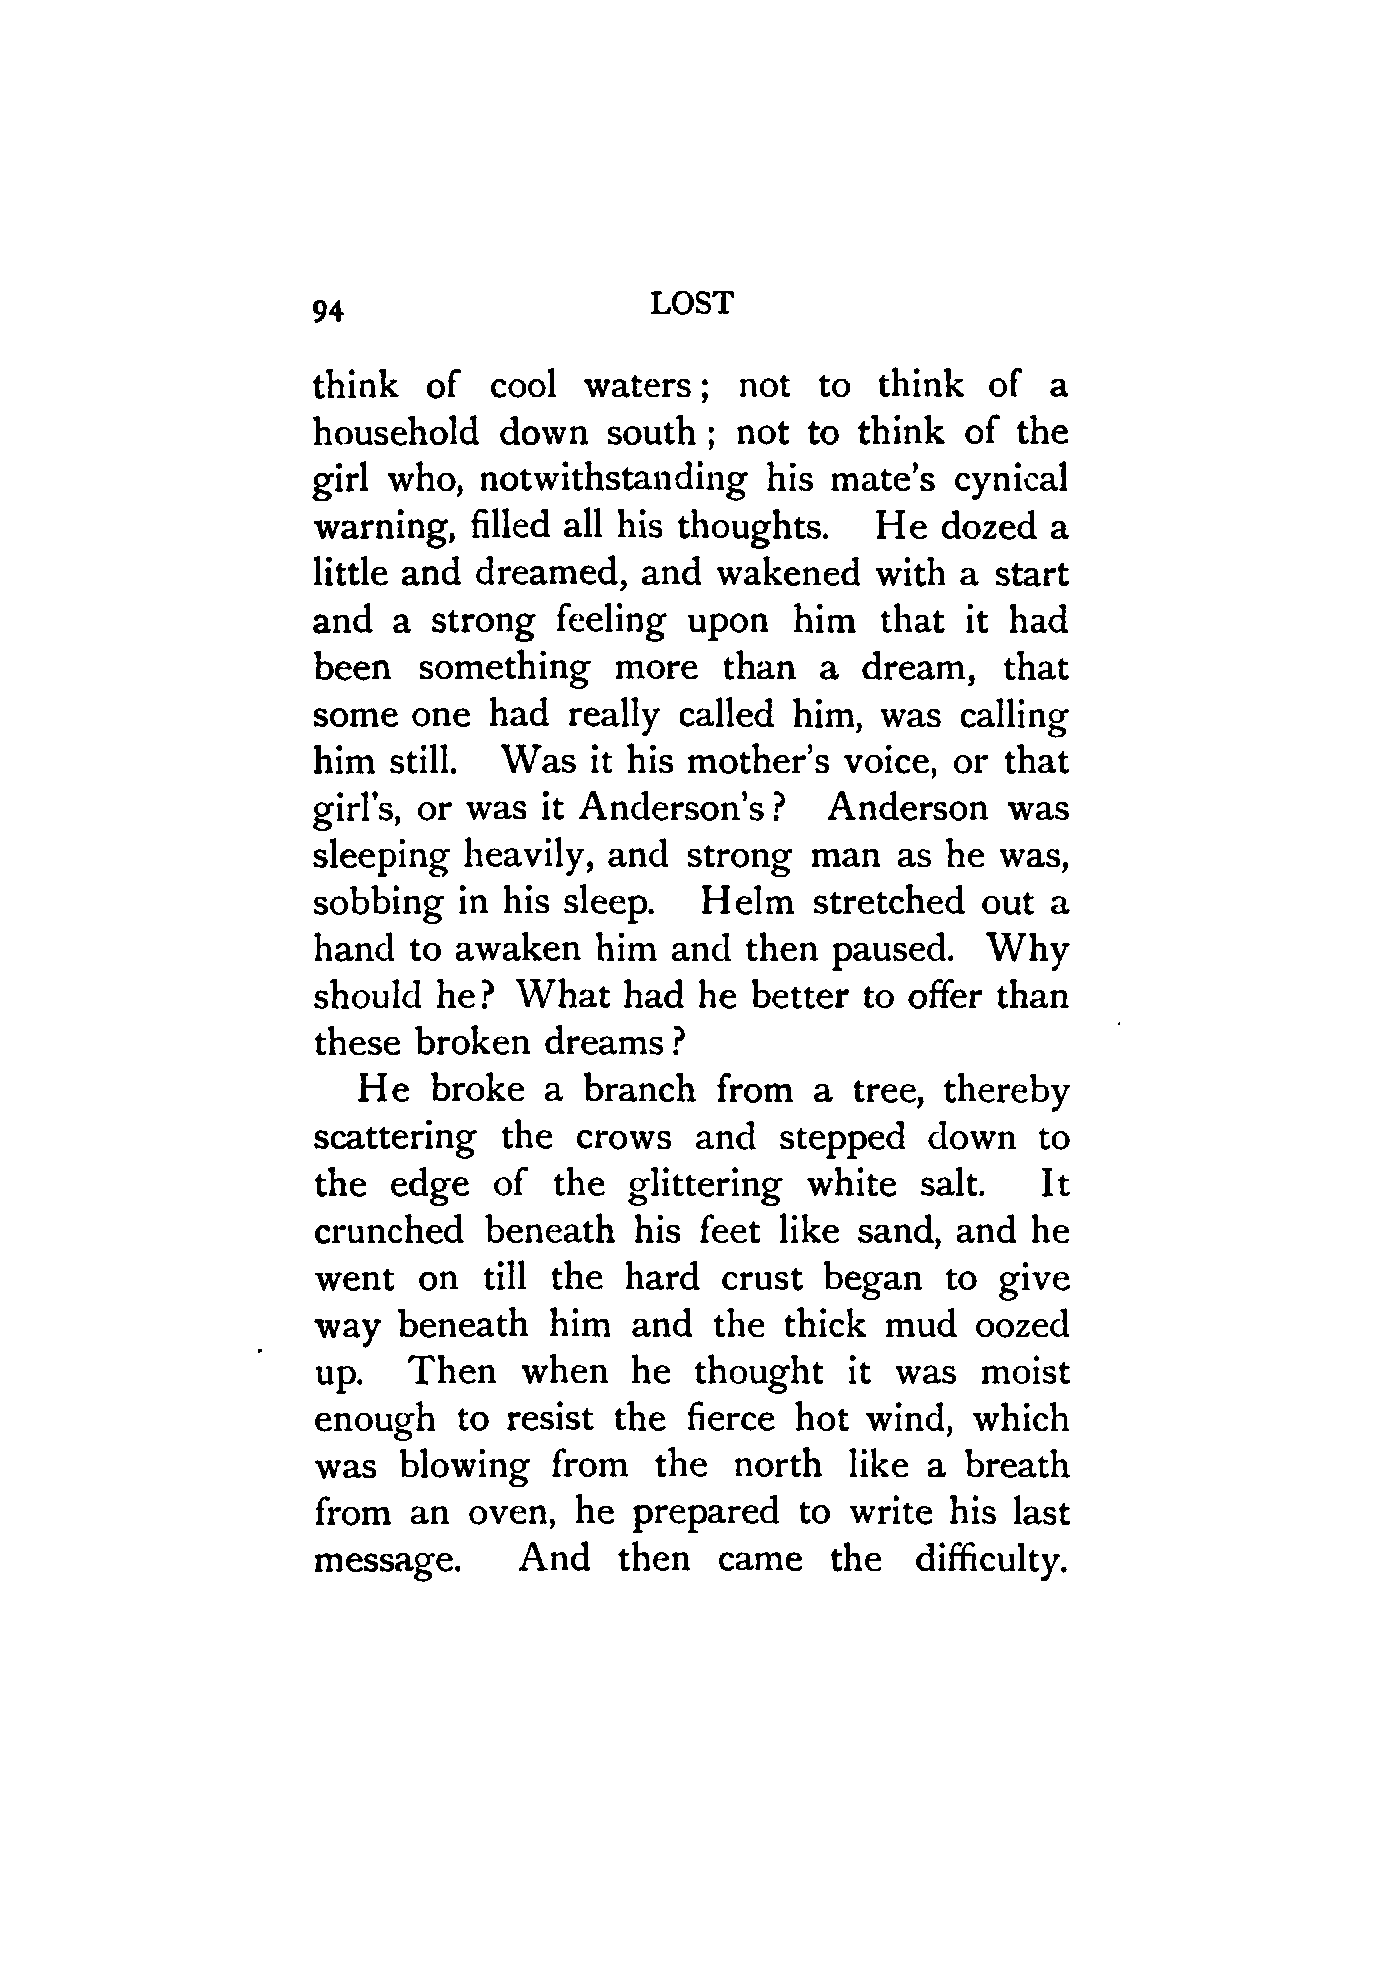 94 LOST
think of cool waters; not to think of a
household down south; not to think of the
girl who, notwithstanding his mate's cynical
warning, filled all his thoughts. He dozed a
little and dreamed, and wakened with a start
and a strong feeling upon him that it had
been something more than a dream, that
some one had really called him, was calling
him still. Was it his mother's voice, or that
girl's, or was it Anderson's? Anderson was
sleeping heavily, and strong man as he was,
sobbing in his sleep. Helm stretched out a
hand to awaken him and then paused. Why
should he? What had he better to offer than
these broken dreams?
He broke a branch from a tree, thereby
scattering the crows and stepped down to
the edge of the glittering white salt. It
crunched beneath his feet like sand, and he
went on till the hard crust began to give
way beneath him and the thick mud oozed
up. Then when he thought it was moist
enough to resist the fierce hot wind, which
was blowing from the north like a breath
from an oven, he prepared to write his last
message. And then came the difficulty.